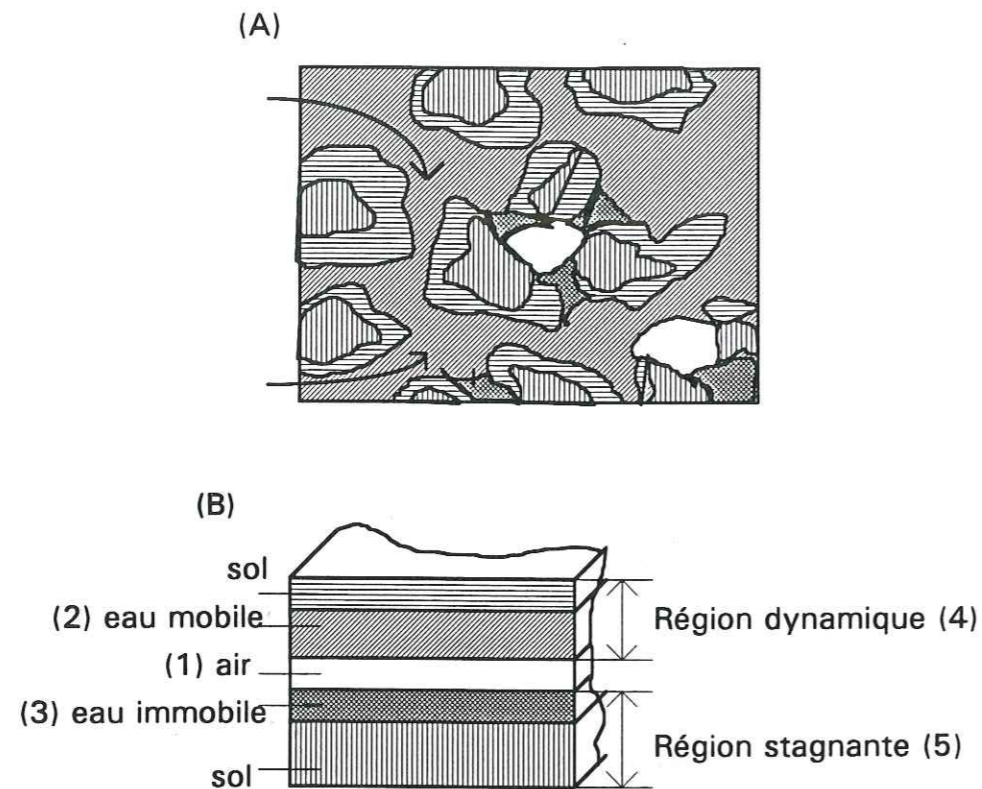 (A)
(B)
sol
(2) eau mobile
Région dynamique (4)
(1) air
(3) eau immobile
Région stagnante (5)
sol